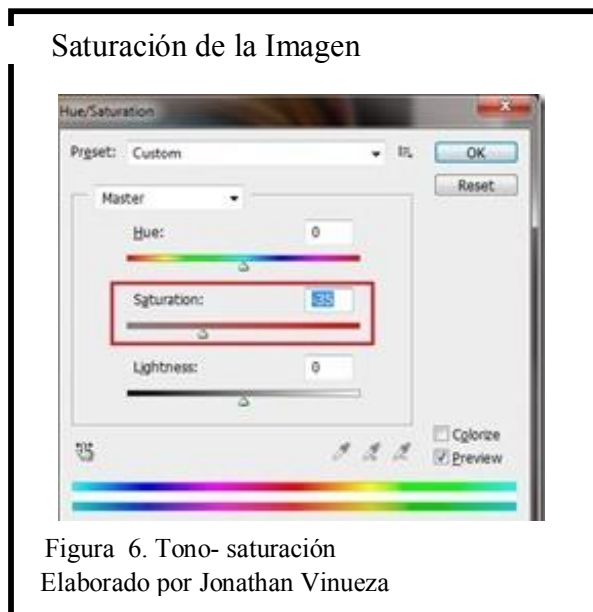 Saturación de la Imagen
Hue/Saturation
Preset: Custom
OK
Reset
Master
Hue: 0
Saturation: -35
Lightness: 0
Colorize
Preview
Figura 6. Tono- saturación
Elaborado por Jonathan Vinueza